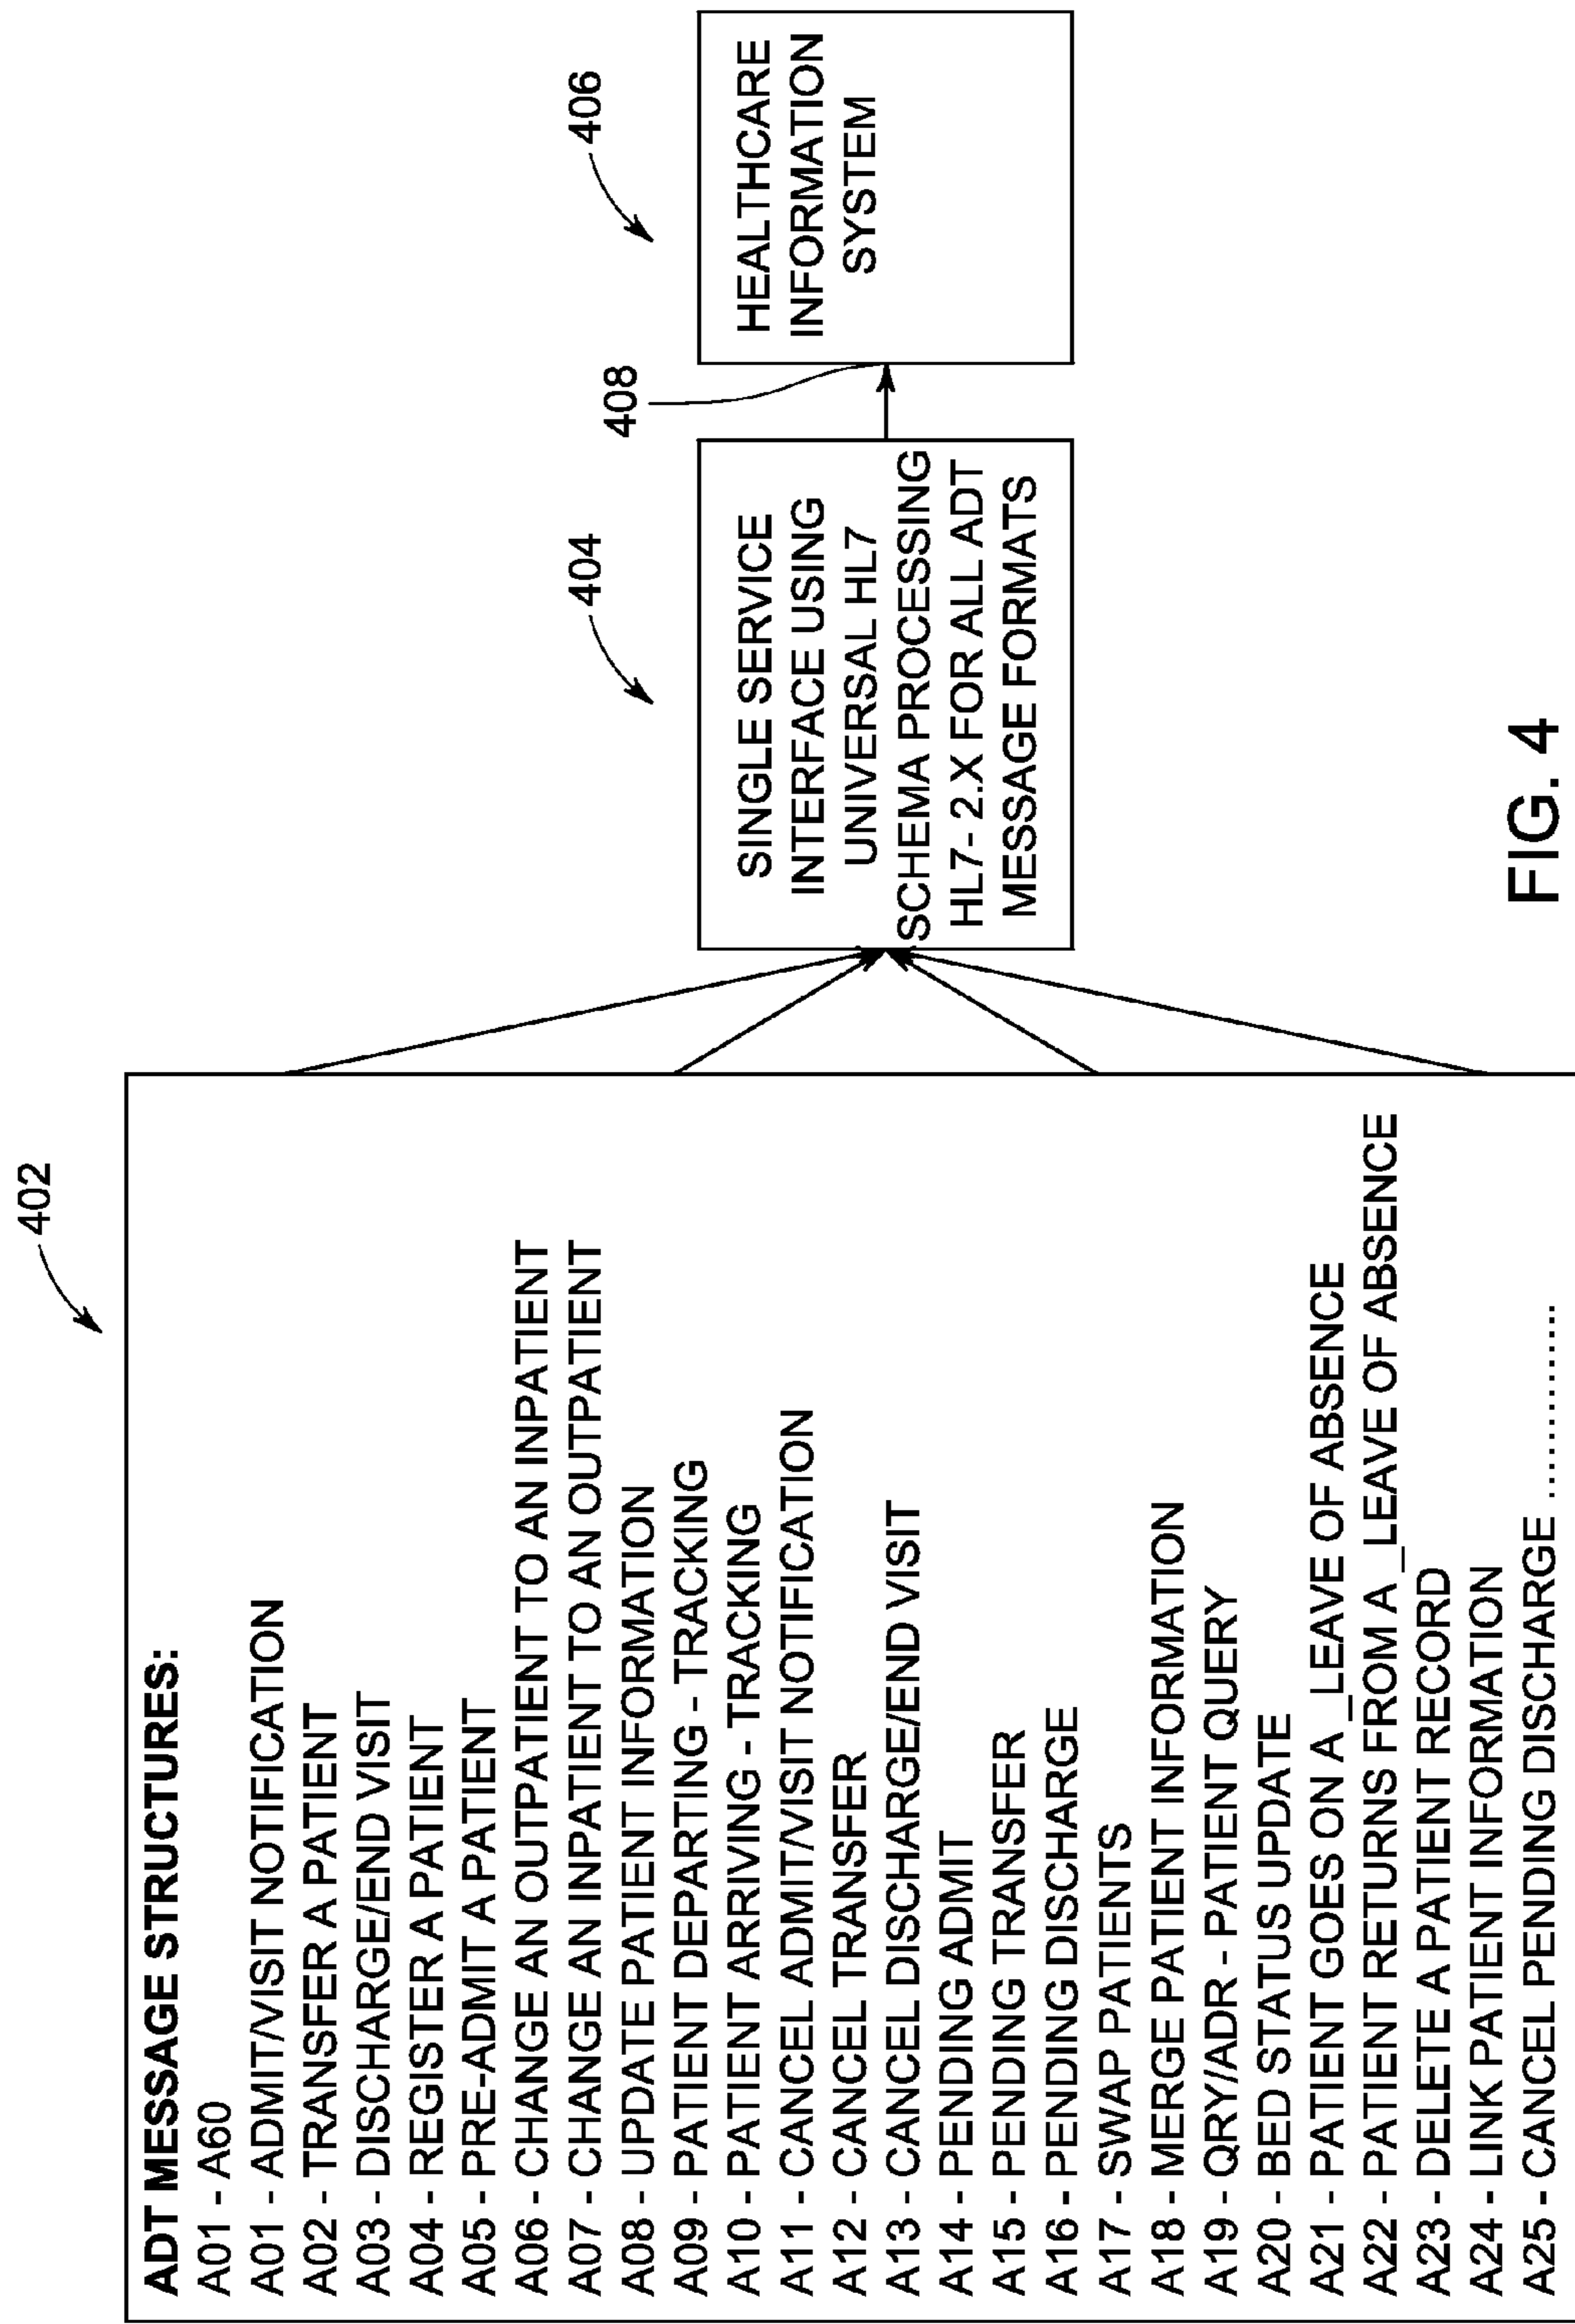 402
ADT MESSAGE STRUCTURES:
A01 - A60
A01 - ADMIT/VISIT NOTIFICATION
A02 - TRANSFER A PATIENT
A03 - DISCHARGE/END VISIT
A04 - REGISTER A PATIENT
A05 - PRE-ADMIT A PATIENT
A06 - CHANGE AN OUTPATIENT TO AN INPATIENT
A07 - CHANGE AN INPATIENT TO AN OUTPATIENT
A08 - UPDATE PATIENT INFORMATION
A09 - PATIENT DEPARTING - TRACKING
A10 - PATIENT ARRIVING - TRACKING
A11 - CANCEL ADMIT/VISIT NOTIFICATION
A12 - CANCEL TRANSFER
A13 - CANCEL DISCHARGE/END VISIT
A14 - PENDING ADMIT
A15 - PENDING TRANSFER
A16 - PENDING DISCHARGE
A17 - SWAP PATIENTS
A18 - MERGE PATIENT INFORMATION
A19 - QRY/ADR - PATIENT QUERY
A20 - BED STATUS UPDATE
A21 - PATIENT GOES ON A _LEAVE OF ABSENCE
A22 - PATIENT RETURNS FROM A _LEAVE OF ABSENCE
A23 - DELETE A PATIENT RECORD
A24 - LINK PATIENT INFORMATION
A25 - CANCEL PENDING DISCHARGE ..............
404
SINGLE SERVICE
INTERFACE USING
UNIVERSAL HL7
SCHEMA PROCESSING
HL7- 2.X FOR ALL ADT
MESSAGE FORMATS
408
406
HEALTHCARE
INFORMATION
SYSTEM
FIG. 4